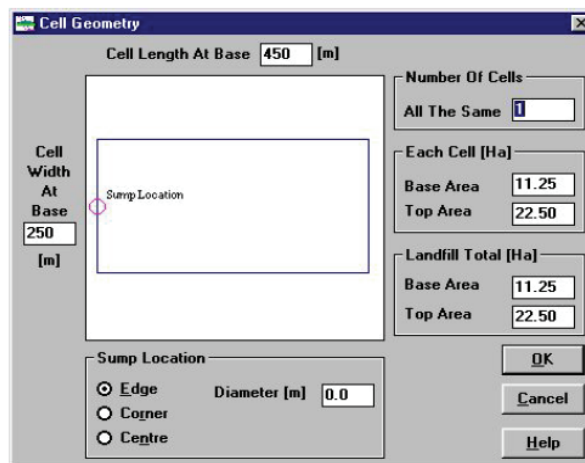 Cell Geometry
Cell Length At Base 450 [m]
Number Of Cells
All The Same 1
Cell
Width
At
Base
250
[m]
Sump Location
Each Cell [Ha]
Base Area 11.25
Top Area 22.50
Landfill Total [Ha]
Base Area 11.25
Top Area 22.50
Sump Location
Edge
Corner
Centre
Diameter [m] 0.0
OK
Cancel
Help